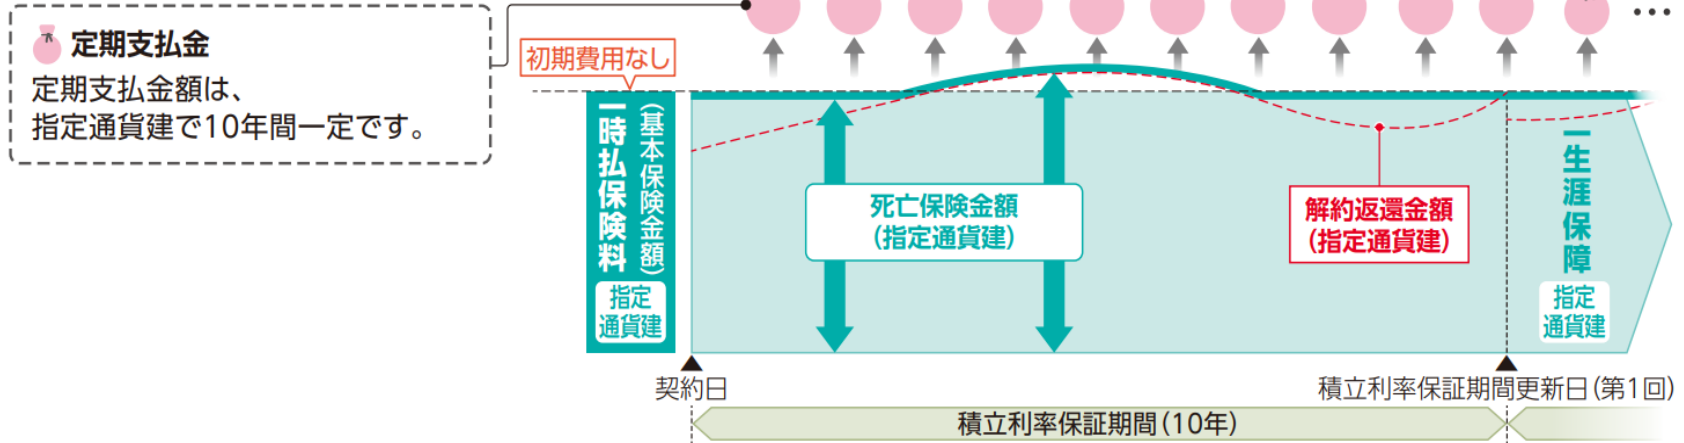 定期支払金
定期支払金額は、
指定通貨建で10年間一定です。
初期費用なし
一時払保険料
（基本保険金額）
指定
通貨建
死亡保険金額
（指定通貨建）
解約返還金額
（指定通貨建）
一生涯保障
指定
通貨建
…
契約日
積立利率保証期間更新日（第1回）
積立利率保証期間（10年）